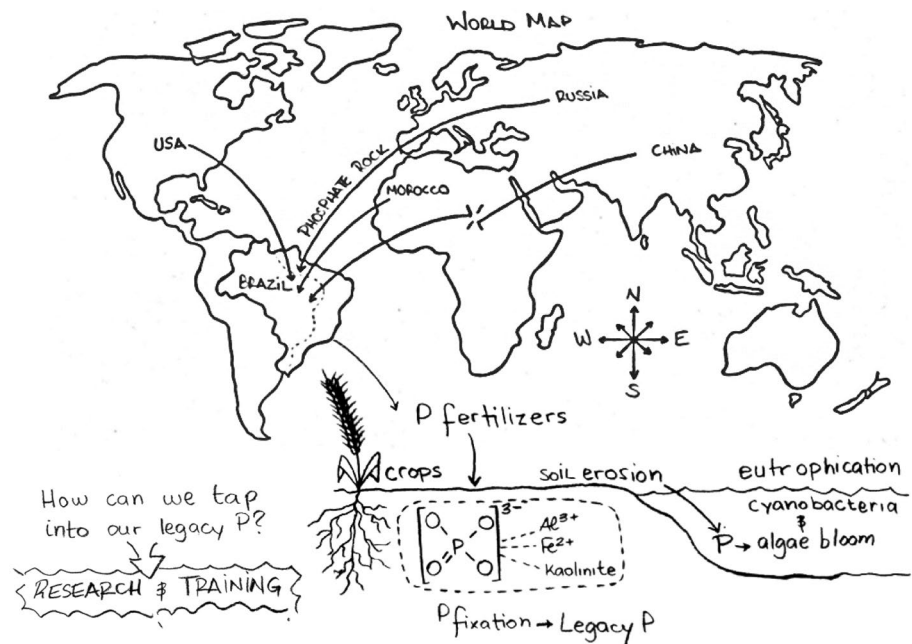 WORLD MAP
RUSSIA
USA
CHINA
PHOSPHATE ROCK
MOROCCO
BRAZIL
N
W E
S
P fertilizers
crops
soil erosion
eutrophication
How can we tap
into our legacy P?
cyanobacteria
&
P → algae bloom
3-
P
Al³⁺
Fe²⁺
Kaolinite
RESEARCH & TRAINING
P fixation → Legacy P